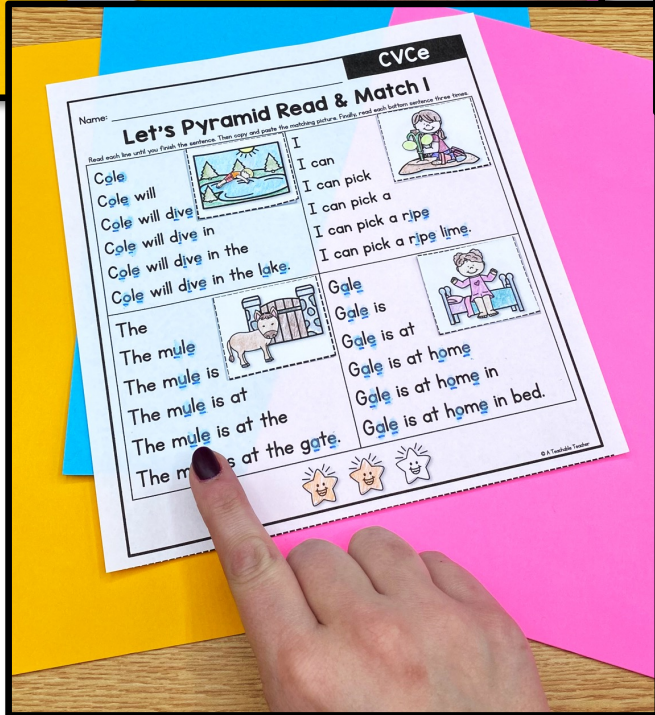 CVCe
Name:
Let's Pyramid Read & Match 1
Read each line until you finish the sentence. Then copy and paste the matching picture. Finally, read each bottom sentence three times.
Cole
Cole will
Cole will dive
Cole will dive in
Cole will dive in the
Cole will dive in the lake.
I
I can
I can pick
I can pick a
I can pick a ripe
I can pick a ripe lime.
The
The mule
The mule is
The mule is at
The mule is at the
The at the gate.
Gale
Gale is
Gale is at
Gale is at home
Gale is at home in
Gale is at home in bed.
© A Teachable Teacher